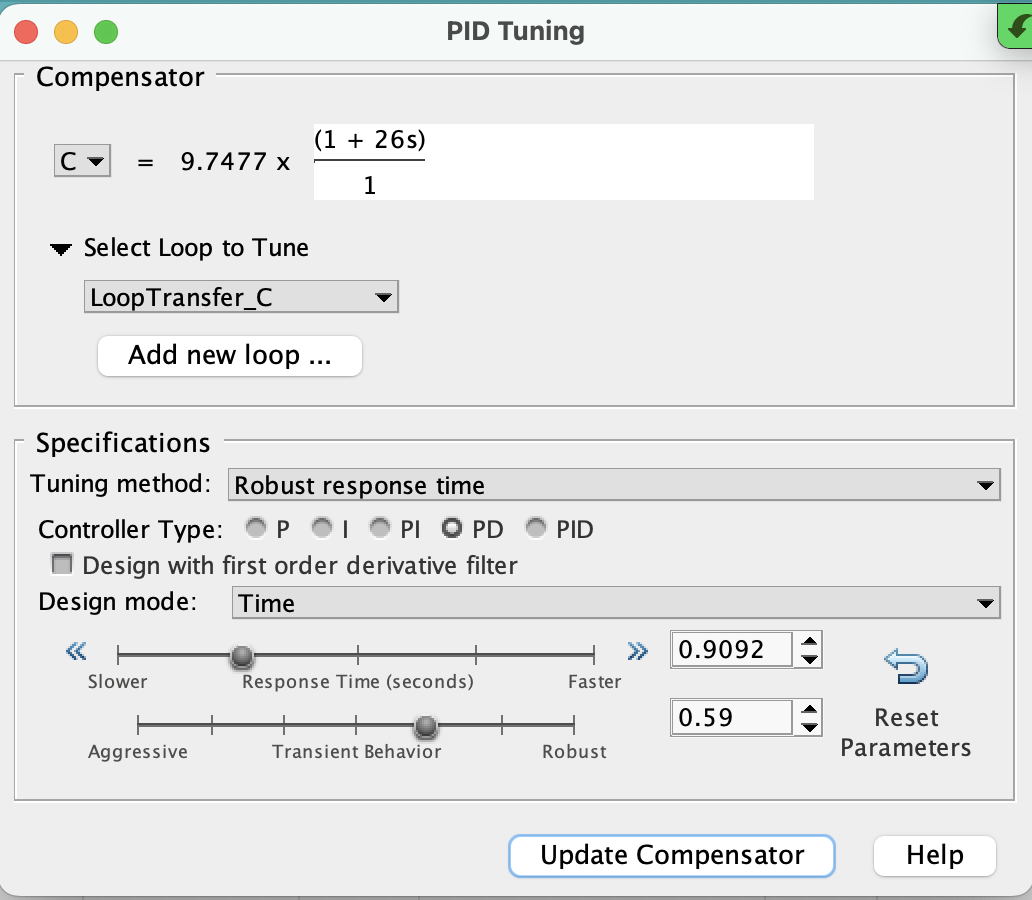 PID Tuning
Compensator
C = 9.7477 x (1 + 26s)
1
Select Loop to Tune
LoopTransfer_C
Add new loop ...
Specifications
Tuning method: Robust response time
Controller Type: P I PI PD PID
Design with first order derivative filter
Design mode: Time
0.9092
Slower Response Time (seconds) Faster
0.59
Aggressive Transient Behavior Robust
Reset
Parameters
Update Compensator Help